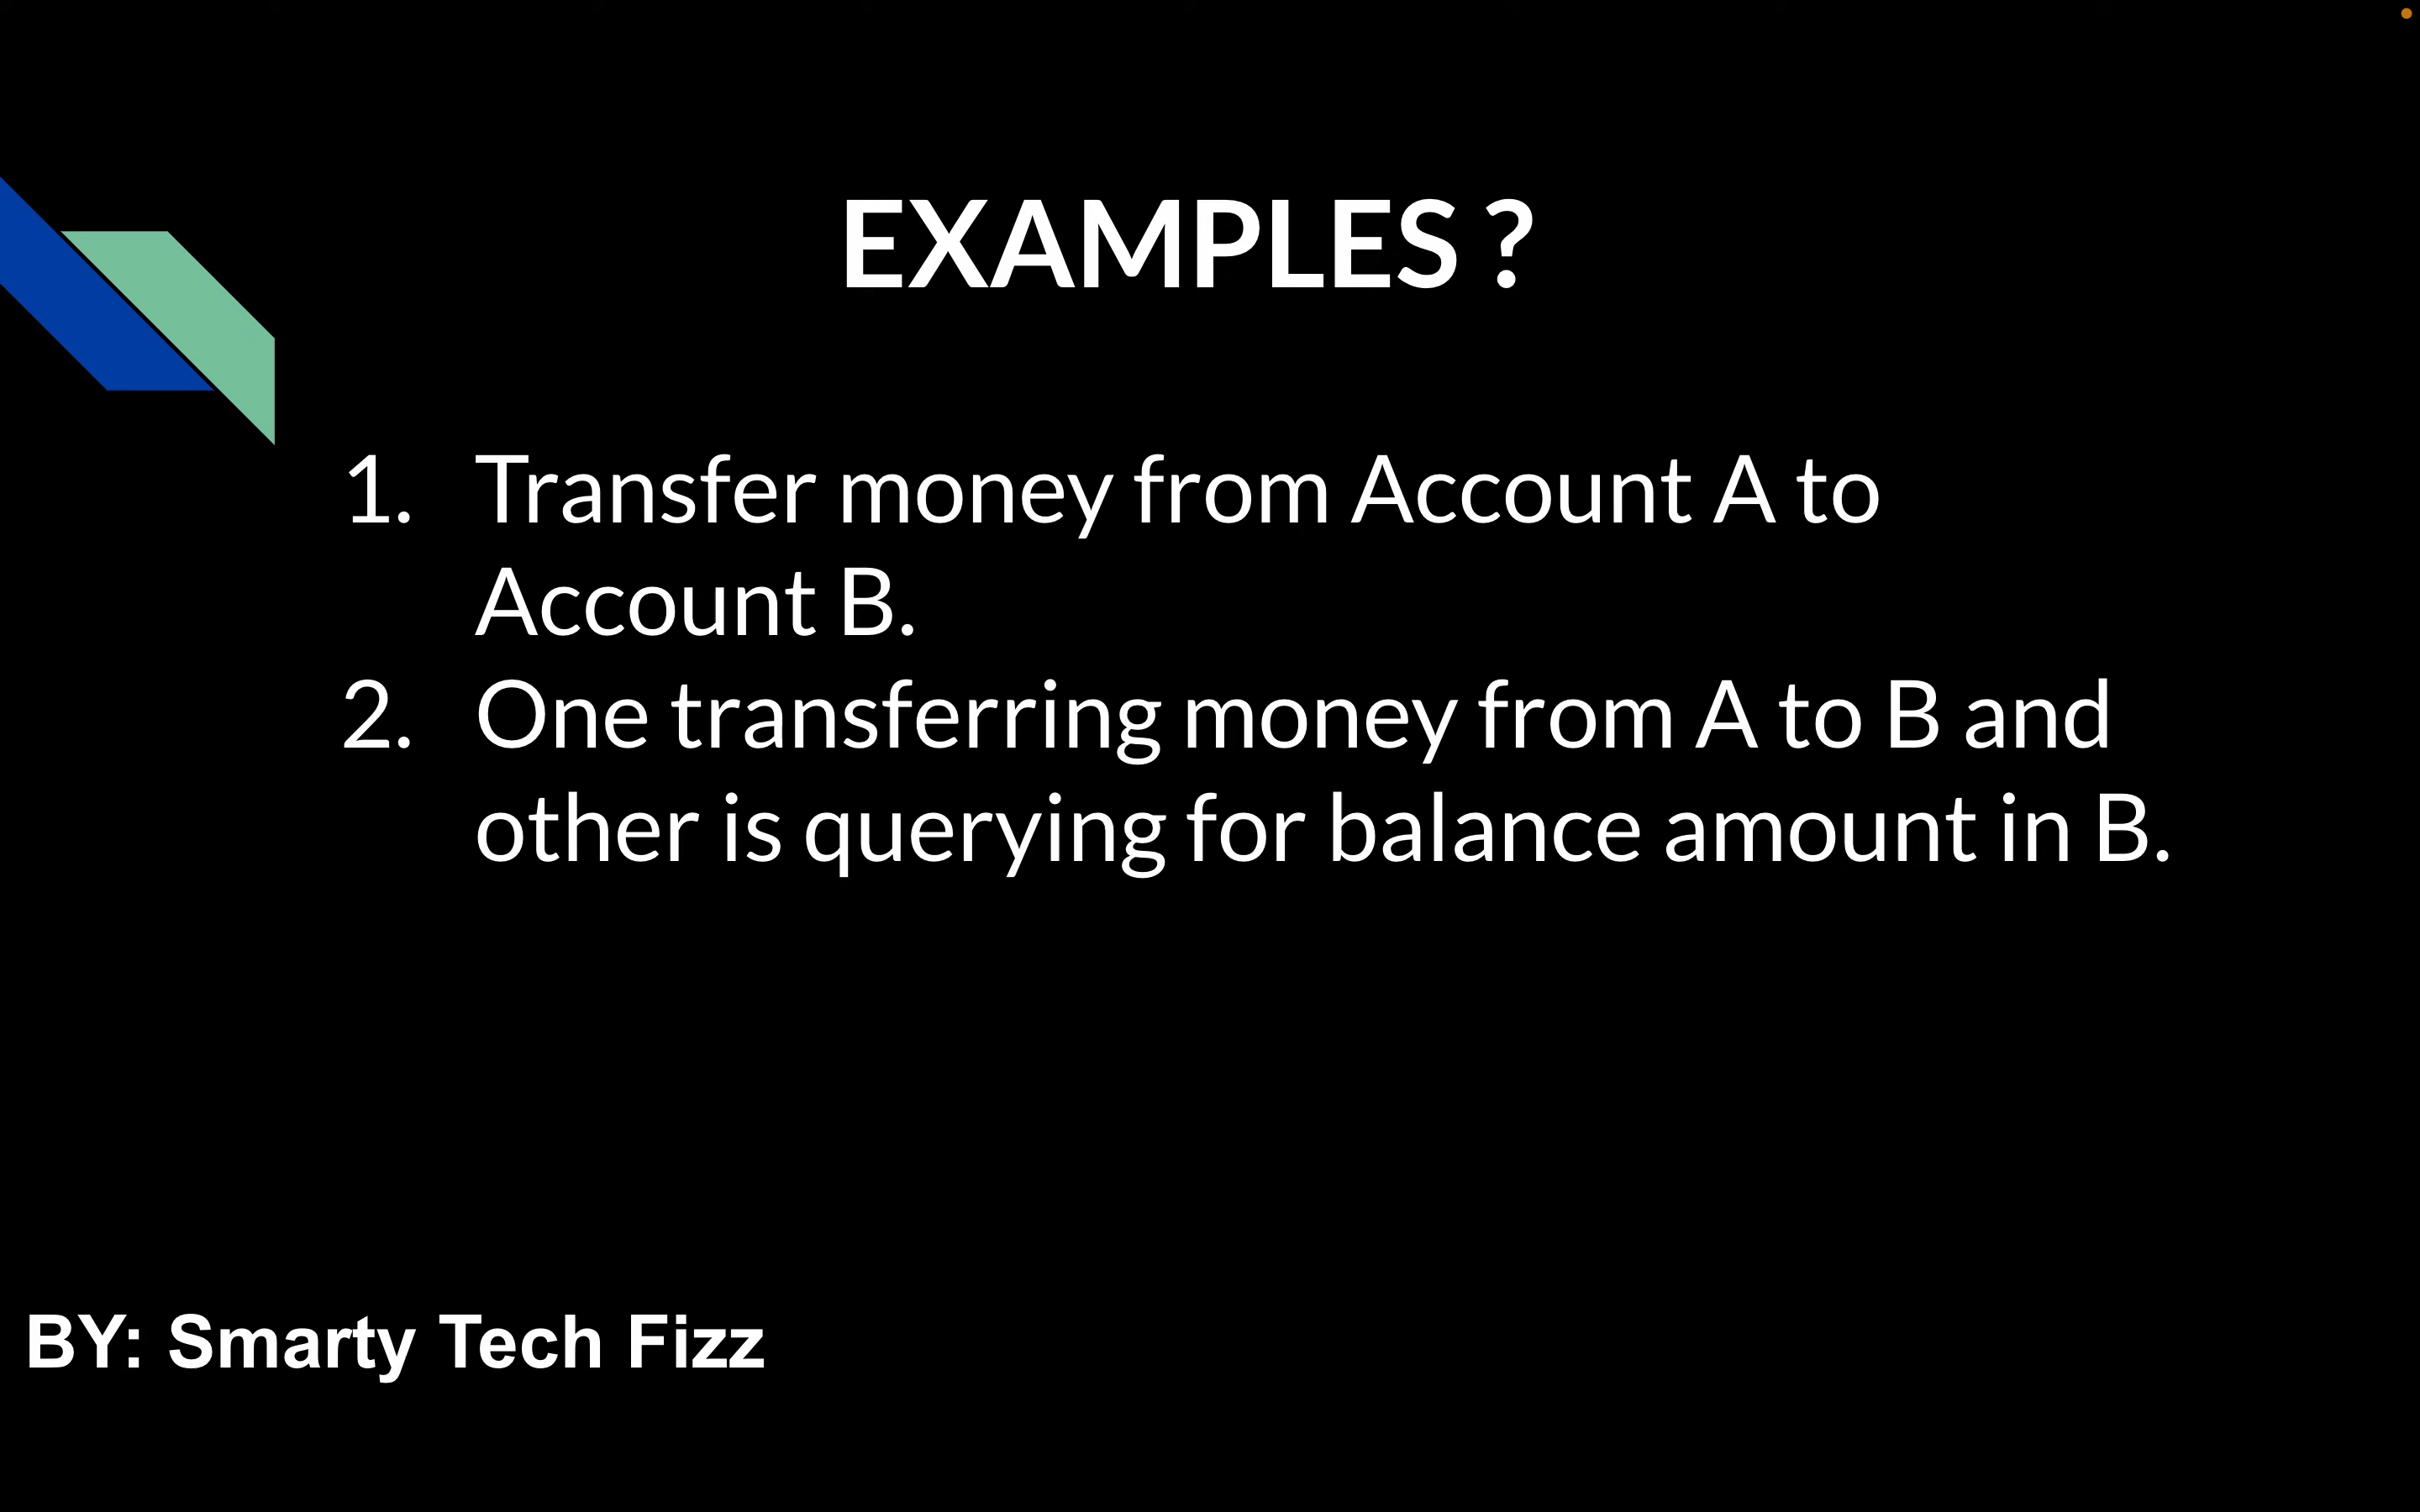 EXAMPLES ?
1. Transfer money from Account A to
Account B.
2. One transferring money from A to B and
other is querying for balance amount in B.
BY: Smarty Tech Fizz